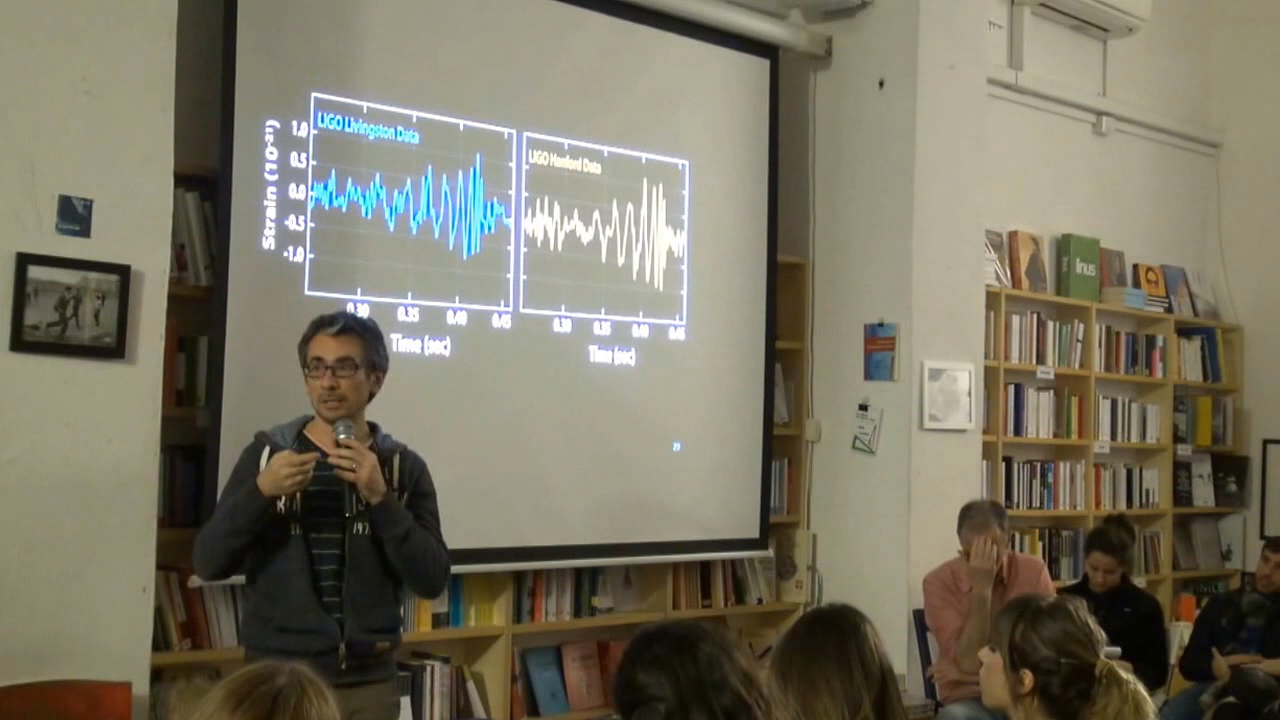 LIGO Livingston Data
LIGO Hanford Data
Strain (10⁻²¹)
1.0
0.5
0.0
-0.5
-1.0
0.30
0.35
0.40
0.45
0.30
0.35
0.40
0.45
Time (sec)
Time (sec)
29
linus
197